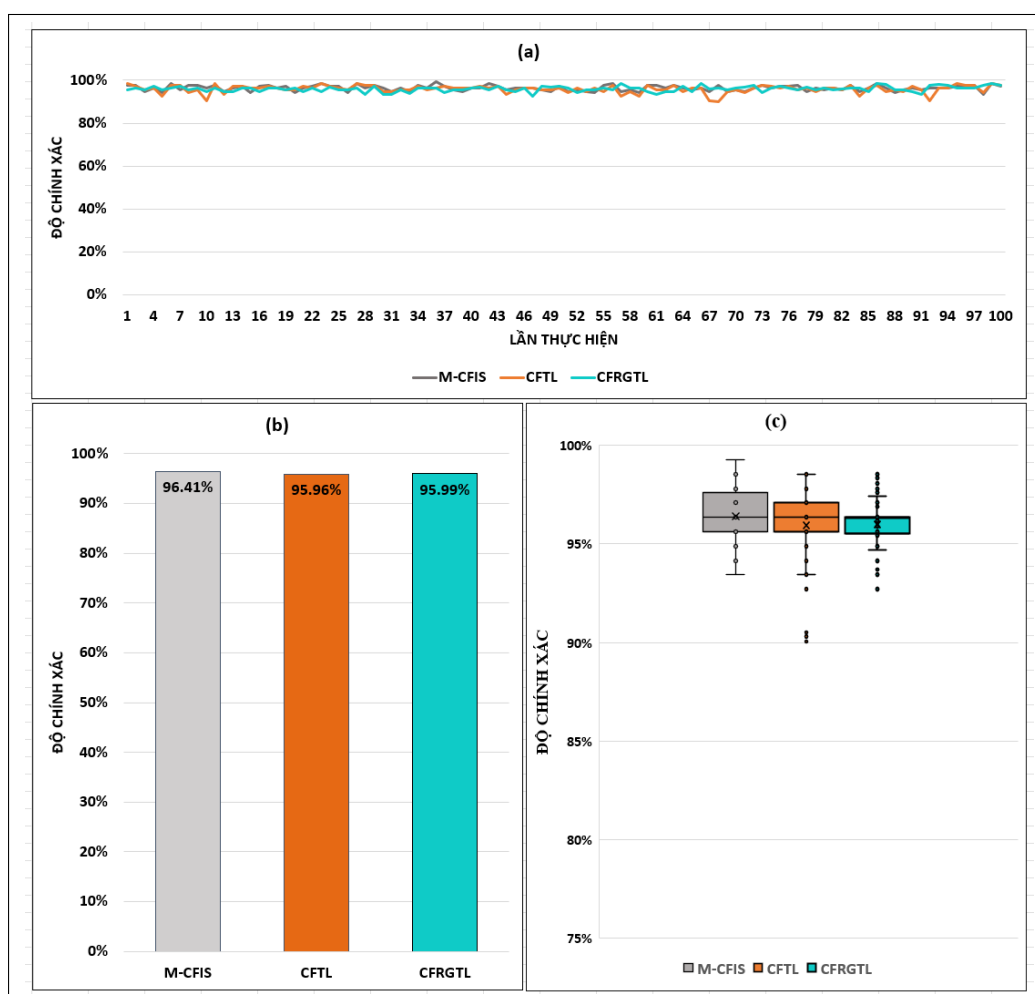 (a)
ĐỘ CHÍNH XÁC
100%
80%
60%
40%
20%
0%
1 4 7 10 13 16 19 22 25 28 31 34 37 40 43 46 49 52 55 58 61 64 67 70 73 76 79 82 85 88 91 94 97 100
LẦN THỰC HIỆN
M-CFIS CFTL CFRGTL
(b)
ĐỘ CHÍNH XÁC
100%
90%
80%
70%
60%
50%
40%
30%
20%
10%
0%
96.41% 95.96% 95.99%
M-CFIS CFTL CFRGTL
(c)
ĐỘ CHÍNH XÁC
100%
95%
90%
85%
80%
75%
M-CFIS CFTL CFRGTL